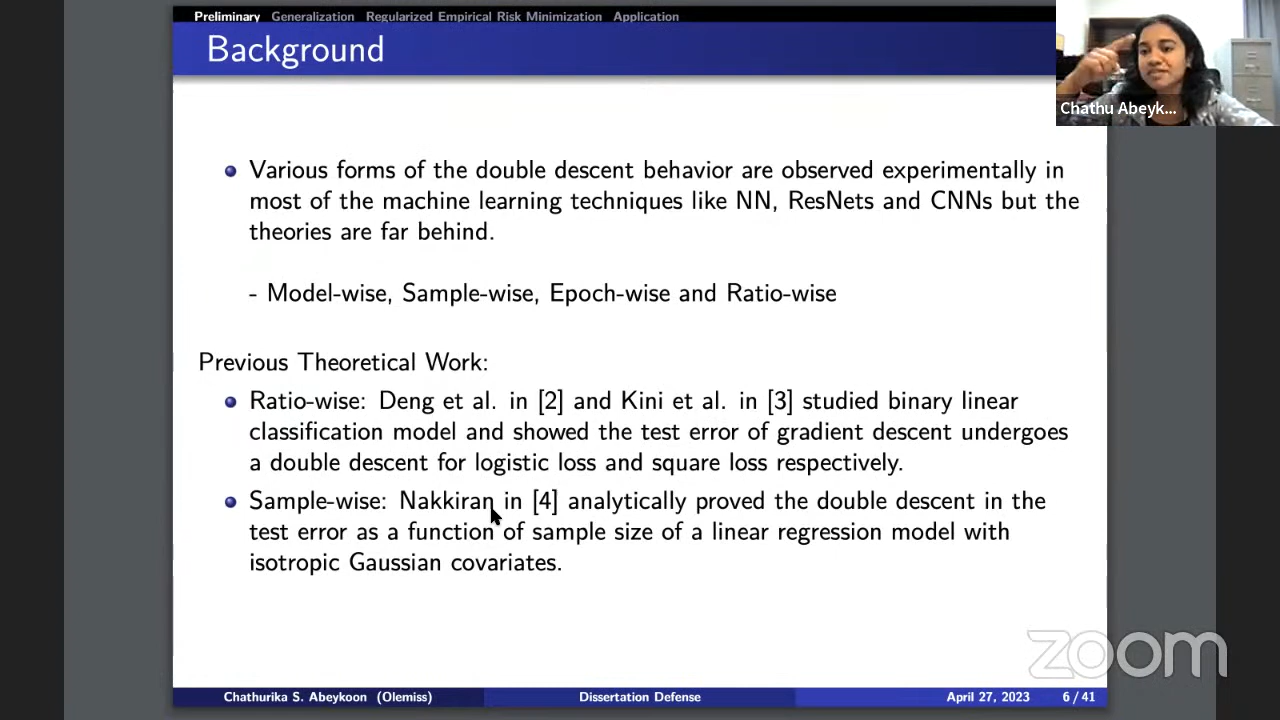 Preliminary Generalization Regularized Empirical Risk Minimization Application
Background
Chathu Abeyk...
Various forms of the double descent behavior are observed experimentally in
most of the machine learning techniques like NN, ResNets and CNNs but the
theories are far behind.
- Model-wise, Sample-wise, Epoch-wise and Ratio-wise
Previous Theoretical Work:
Ratio-wise: Deng et al. in [2] and Kini et al. in [3] studied binary linear
classification model and showed the test error of gradient descent undergoes
a double descent for logistic loss and square loss respectively.
Sample-wise: Nakkiran in [4] analytically proved the double descent in the
test error as a function of sample size of a linear regression model with
isotropic Gaussian covariates.
zoom
Chathurika S. Abeykoon (Olemiss) Dissertation Defense April 27, 2023 6 / 41